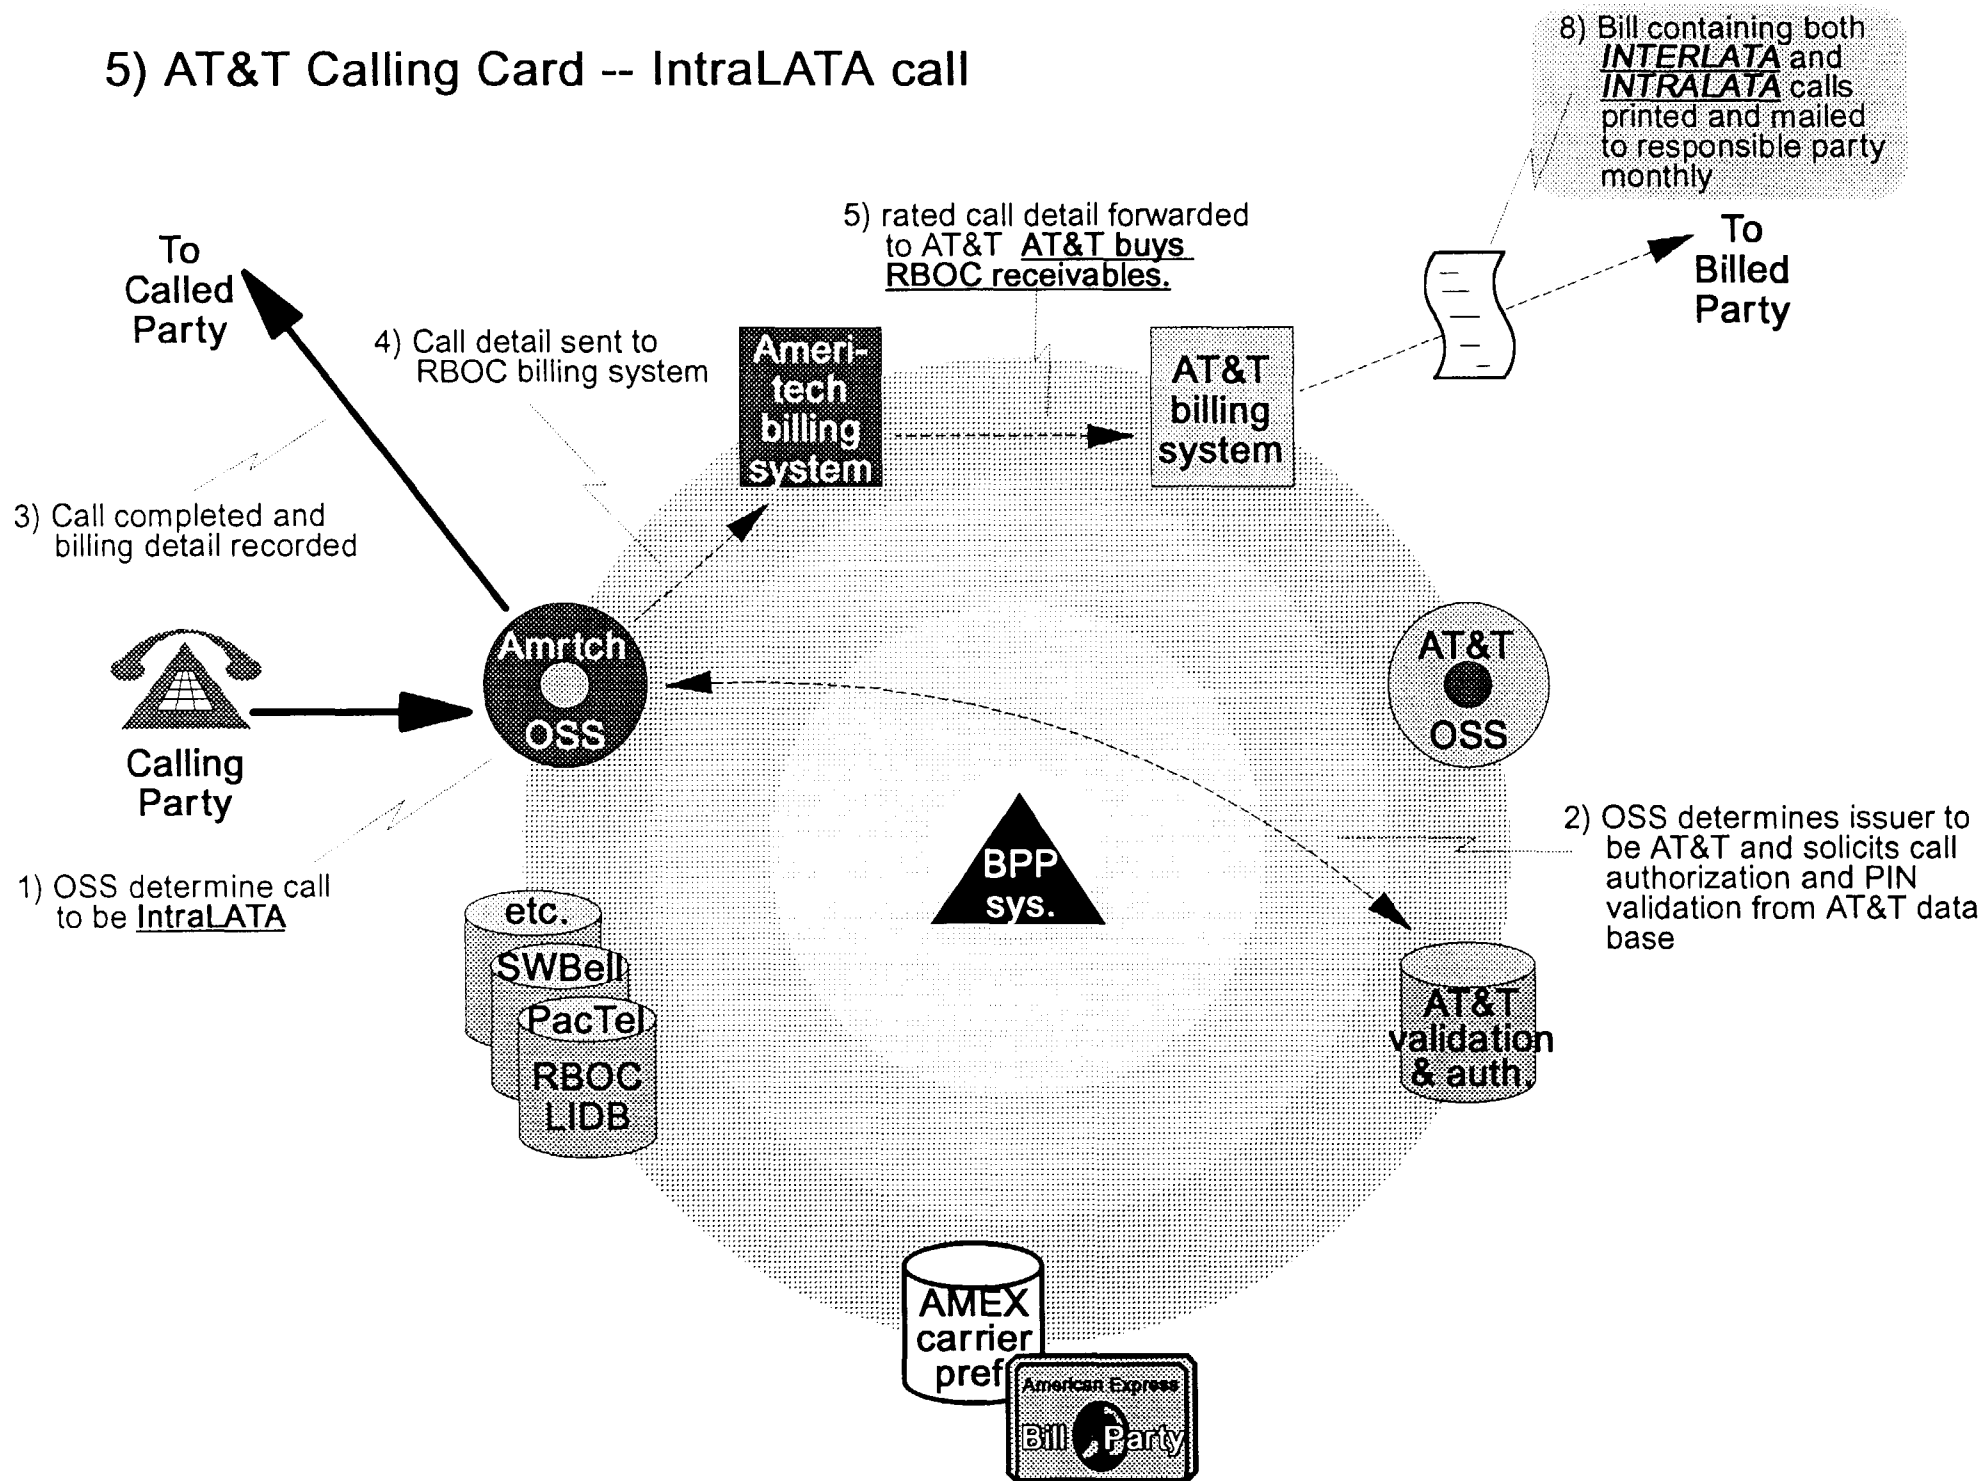 5) AT&T Calling Card -- IntraLATA call
8) Bill containing both
INTERLATA and
INTRALATA calls
printed and mailed
to responsible party
monthly
5) rated call detail forwarded
to AT&T AT&T buys
RBOC receivables.
To
Called
Party
To
Billed
Party
4) Call detail sent to
RBOC billing system
Ameri-
tech
billing
system
AT&T
billing
system
3) Call completed and
billing detail recorded
Amrtch
OSS
AT&T
OSS
Calling
Party
1) OSS determine call
to be IntraLATA
2) OSS determines issuer to
be AT&T and solicits call
authorization and PIN
validation from AT&T data
base
BPP
sys.
etc.
SWBell
PacTel
RBOC
LIDB
AT&T
validation
& auth.
AMEX
carrier
pref
American Express
Bill Party